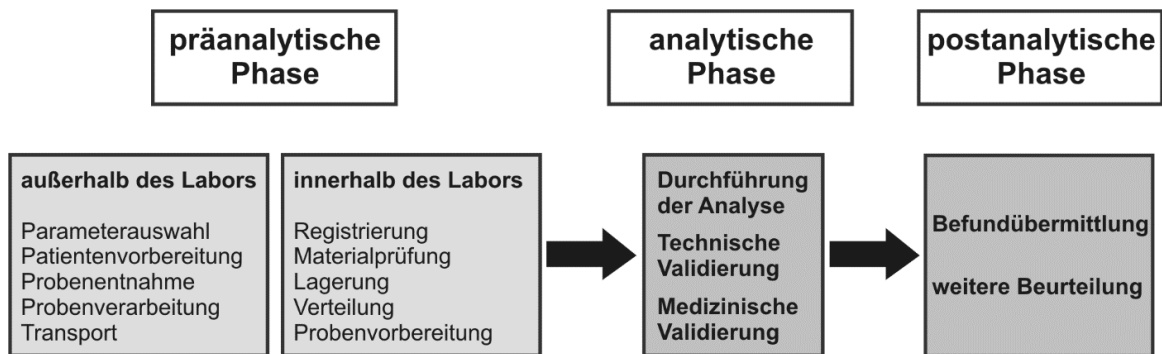 präanalytische
Phase
analytische
Phase
postanalytische
Phase
außerhalb des Labors
Parameterauswahl
Patientenvorbereitung
Probenentnahme
Probenverarbeitung
Transport
innerhalb des Labors
Registrierung
Materialprüfung
Lagerung
Verteilung
Probenvorbereitung
Durchführung
der Analyse
Technische
Validierung
Medizinische
Validierung
Befundübermittlung
weitere Beurteilung